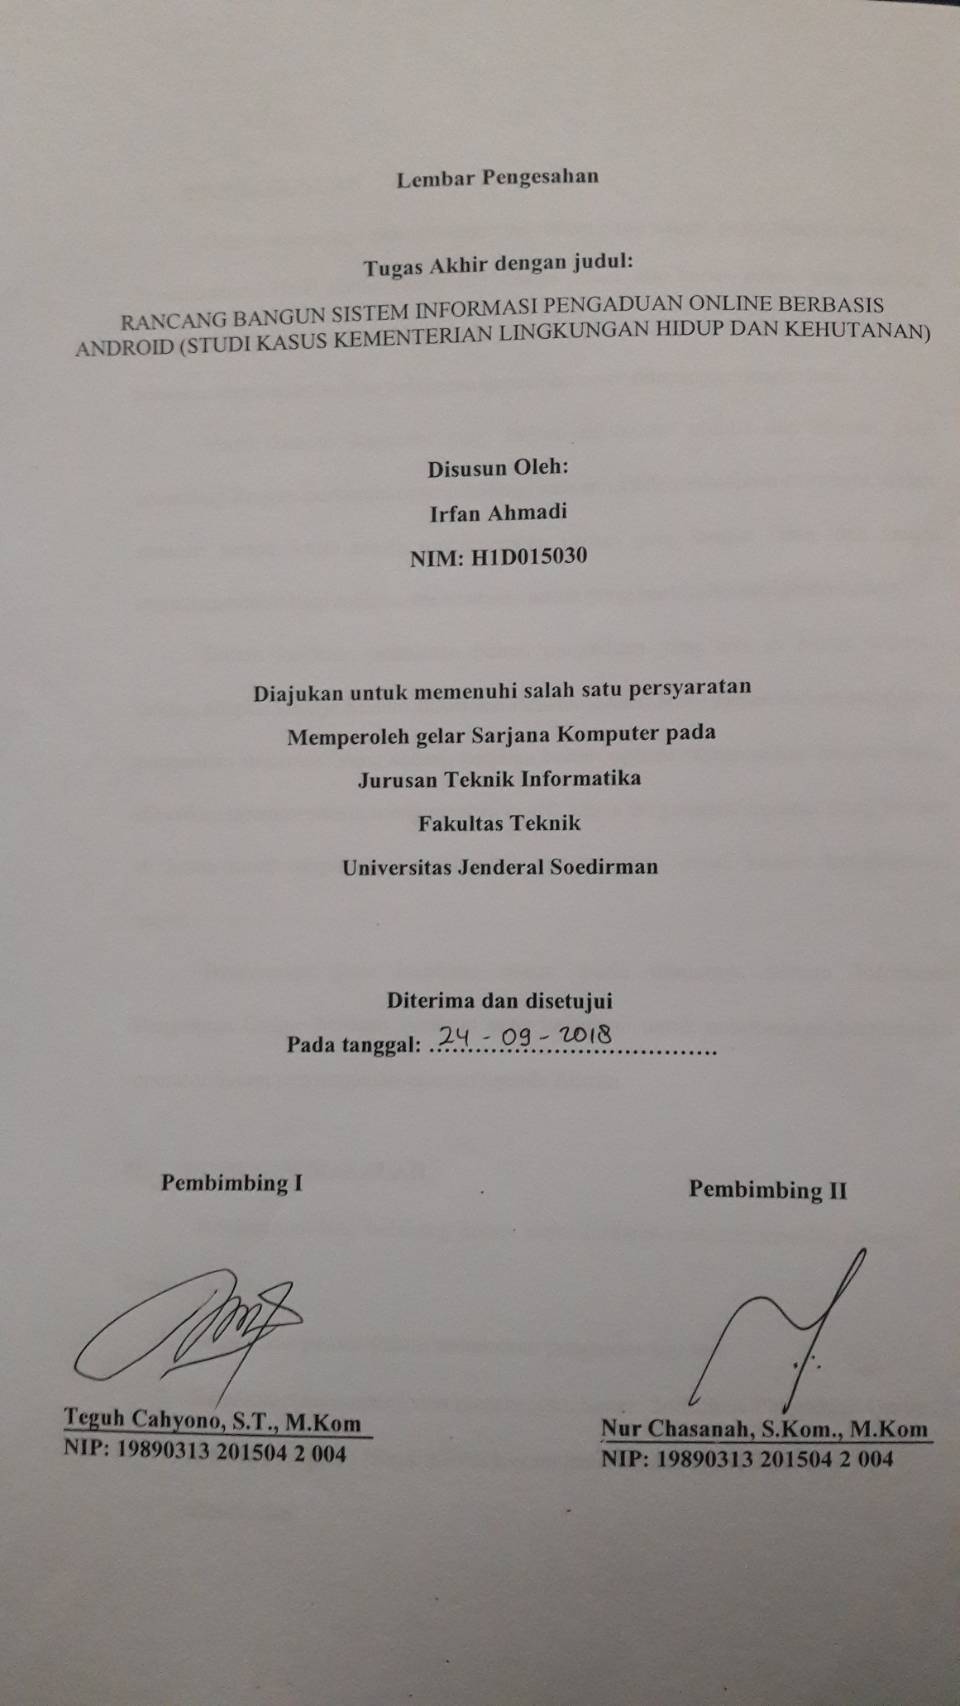 Lembar Pengesahan
Tugas Akhir dengan judul:
RANCANG BANGUN SISTEM INFORMASI PENGADUAN ONLINE BERBASIS
ANDROID (STUDI KASUS KEMENTERIAN LINGKUNGAN HIDUP DAN KEHUTANAN)
Disusun Oleh:
Irfan Ahmadi
NIM: H1D015030
Diajukan untuk memenuhi salah satu persyaratan
Memperoleh gelar Sarjana Komputer pada
Jurusan Teknik Informatika
Fakultas Teknik
Universitas Jenderal Soedirman
Diterima dan disetujui
Pada tanggal: 24 - 09 - 2018
Pembimbing I
Pembimbing II
Teguh Cahyono, S.T., M.Kom
NIP: 19890313 201504 2 004
Nur Chasanah, S.Kom., M.Kom
NIP: 19890313 201504 2 004